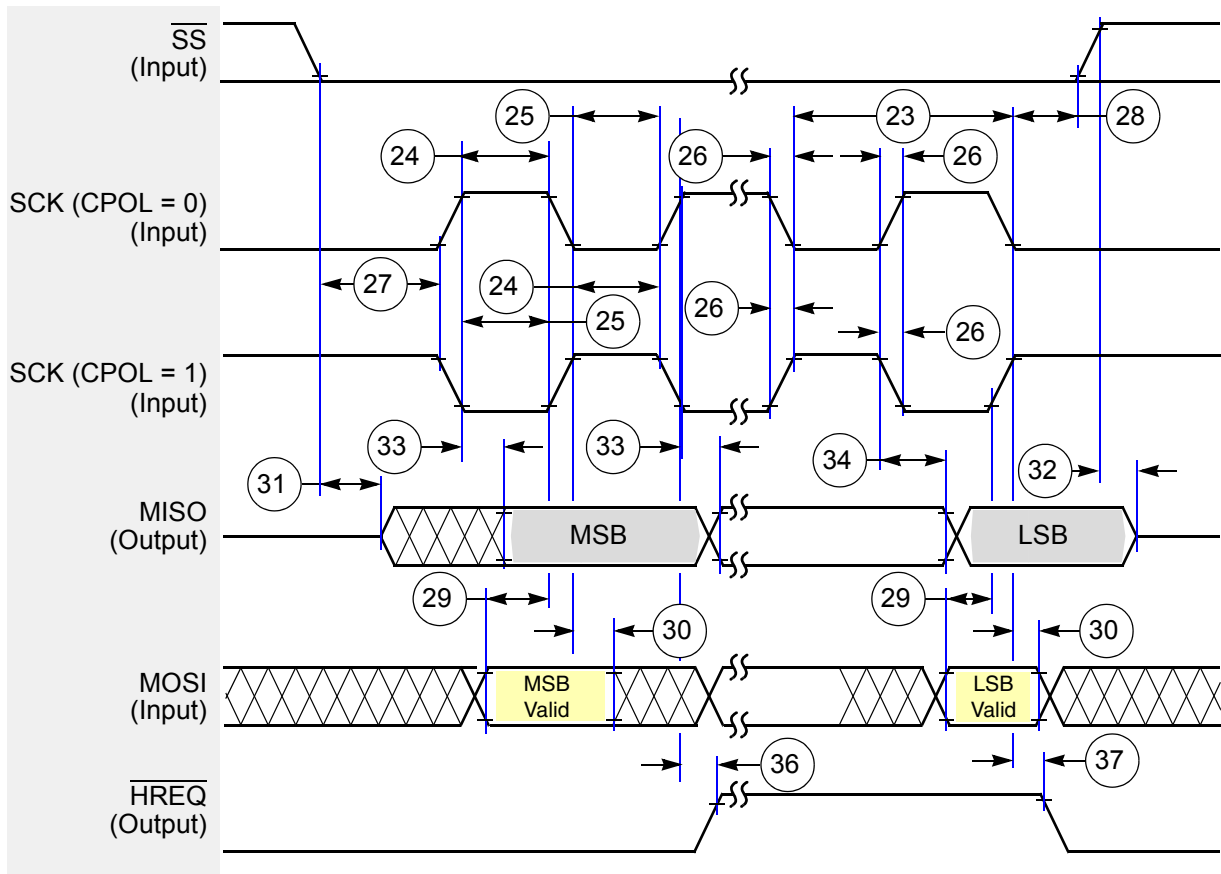 SS
(Input)
25
23
28
24
26
26
SCK (CPOL = 0)
(Input)
27
24
26
25
26
SCK (CPOL = 1)
(Input)
33
33
34
32
31
MISO
(Output)
MSB
LSB
29
29
30
30
MOSI
(Input)
MSB
Valid
LSB
Valid
36
37
HREQ
(Output)